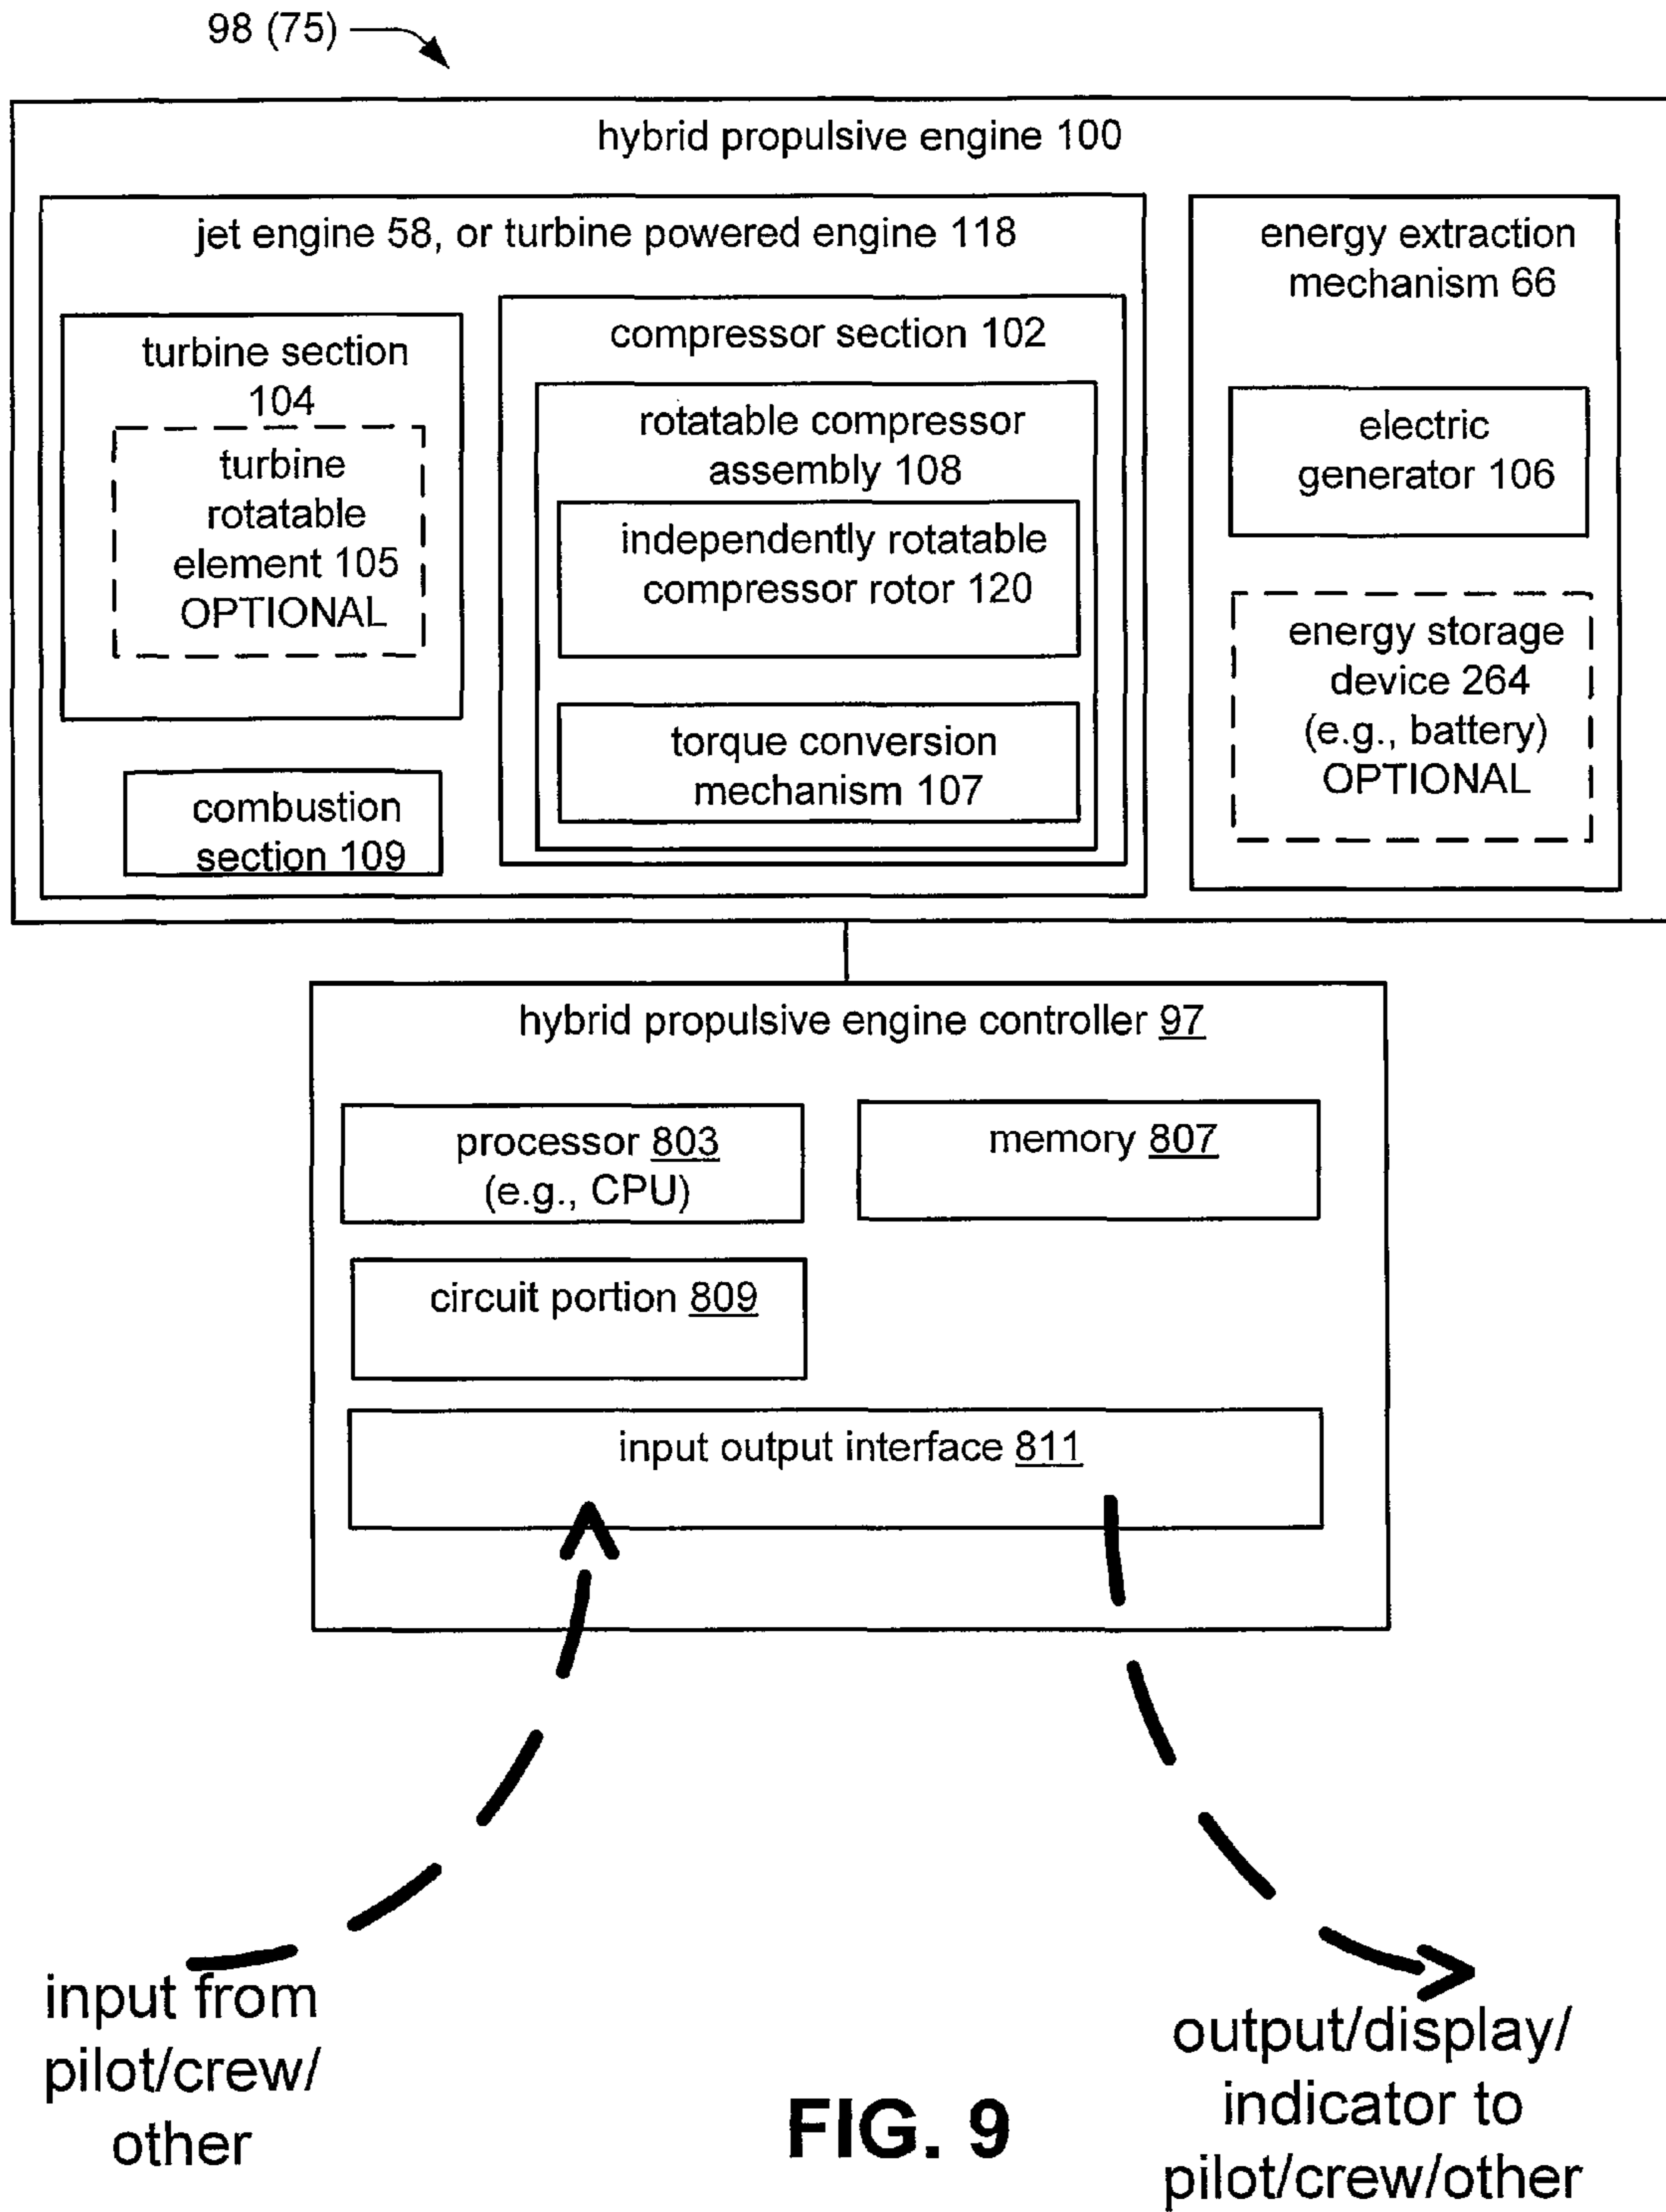 98 (75)
hybrid propulsive engine 100
jet engine 58, or turbine powered engine 118
turbine section
104
turbine
rotatable
element 105
OPTIONAL
combustion
section 109
compressor section 102
rotatable compressor
assembly 108
independently rotatable
compressor rotor 120
torque conversion
mechanism 107
energy extraction
mechanism 66
electric
generator 106
energy storage
device 264
(e.g., battery)
OPTIONAL
hybrid propulsive engine controller 97
processor 803
(e.g., CPU)
memory 807
circuit portion 809
input output interface 811
input from
pilot/crew/
other
output/display/
indicator to
pilot/crew/other
FIG. 9